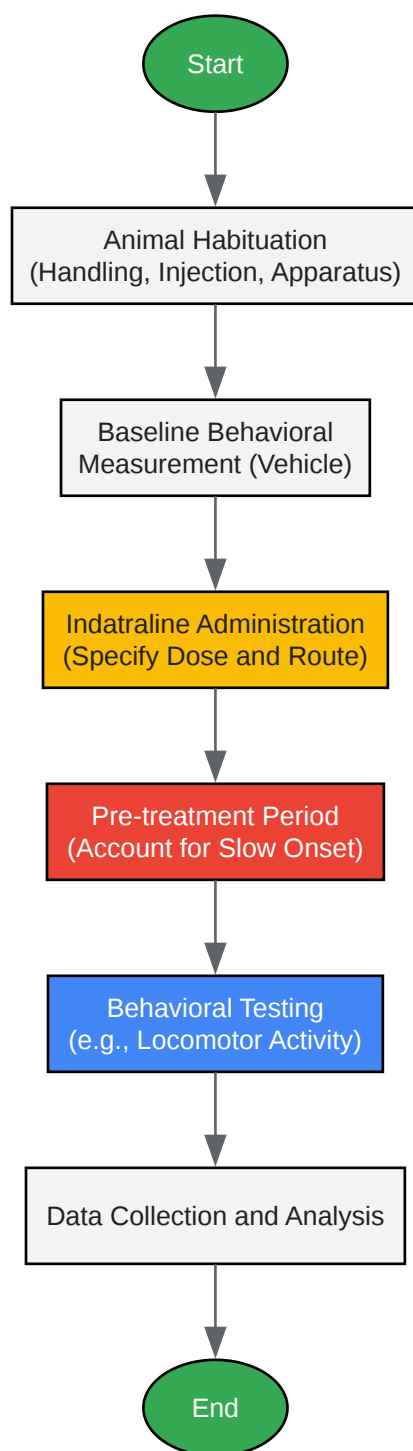 Start
Animal Habituation
(Handling, Injection, Apparatus)
Baseline Behavioral
Measurement (Vehicle)
Indatraline Administration
(Specify Dose and Route)
Pre-treatment Period
(Account for Slow Onset)
Behavioral Testing
(e.g., Locomotor Activity)
Data Collection and Analysis
End